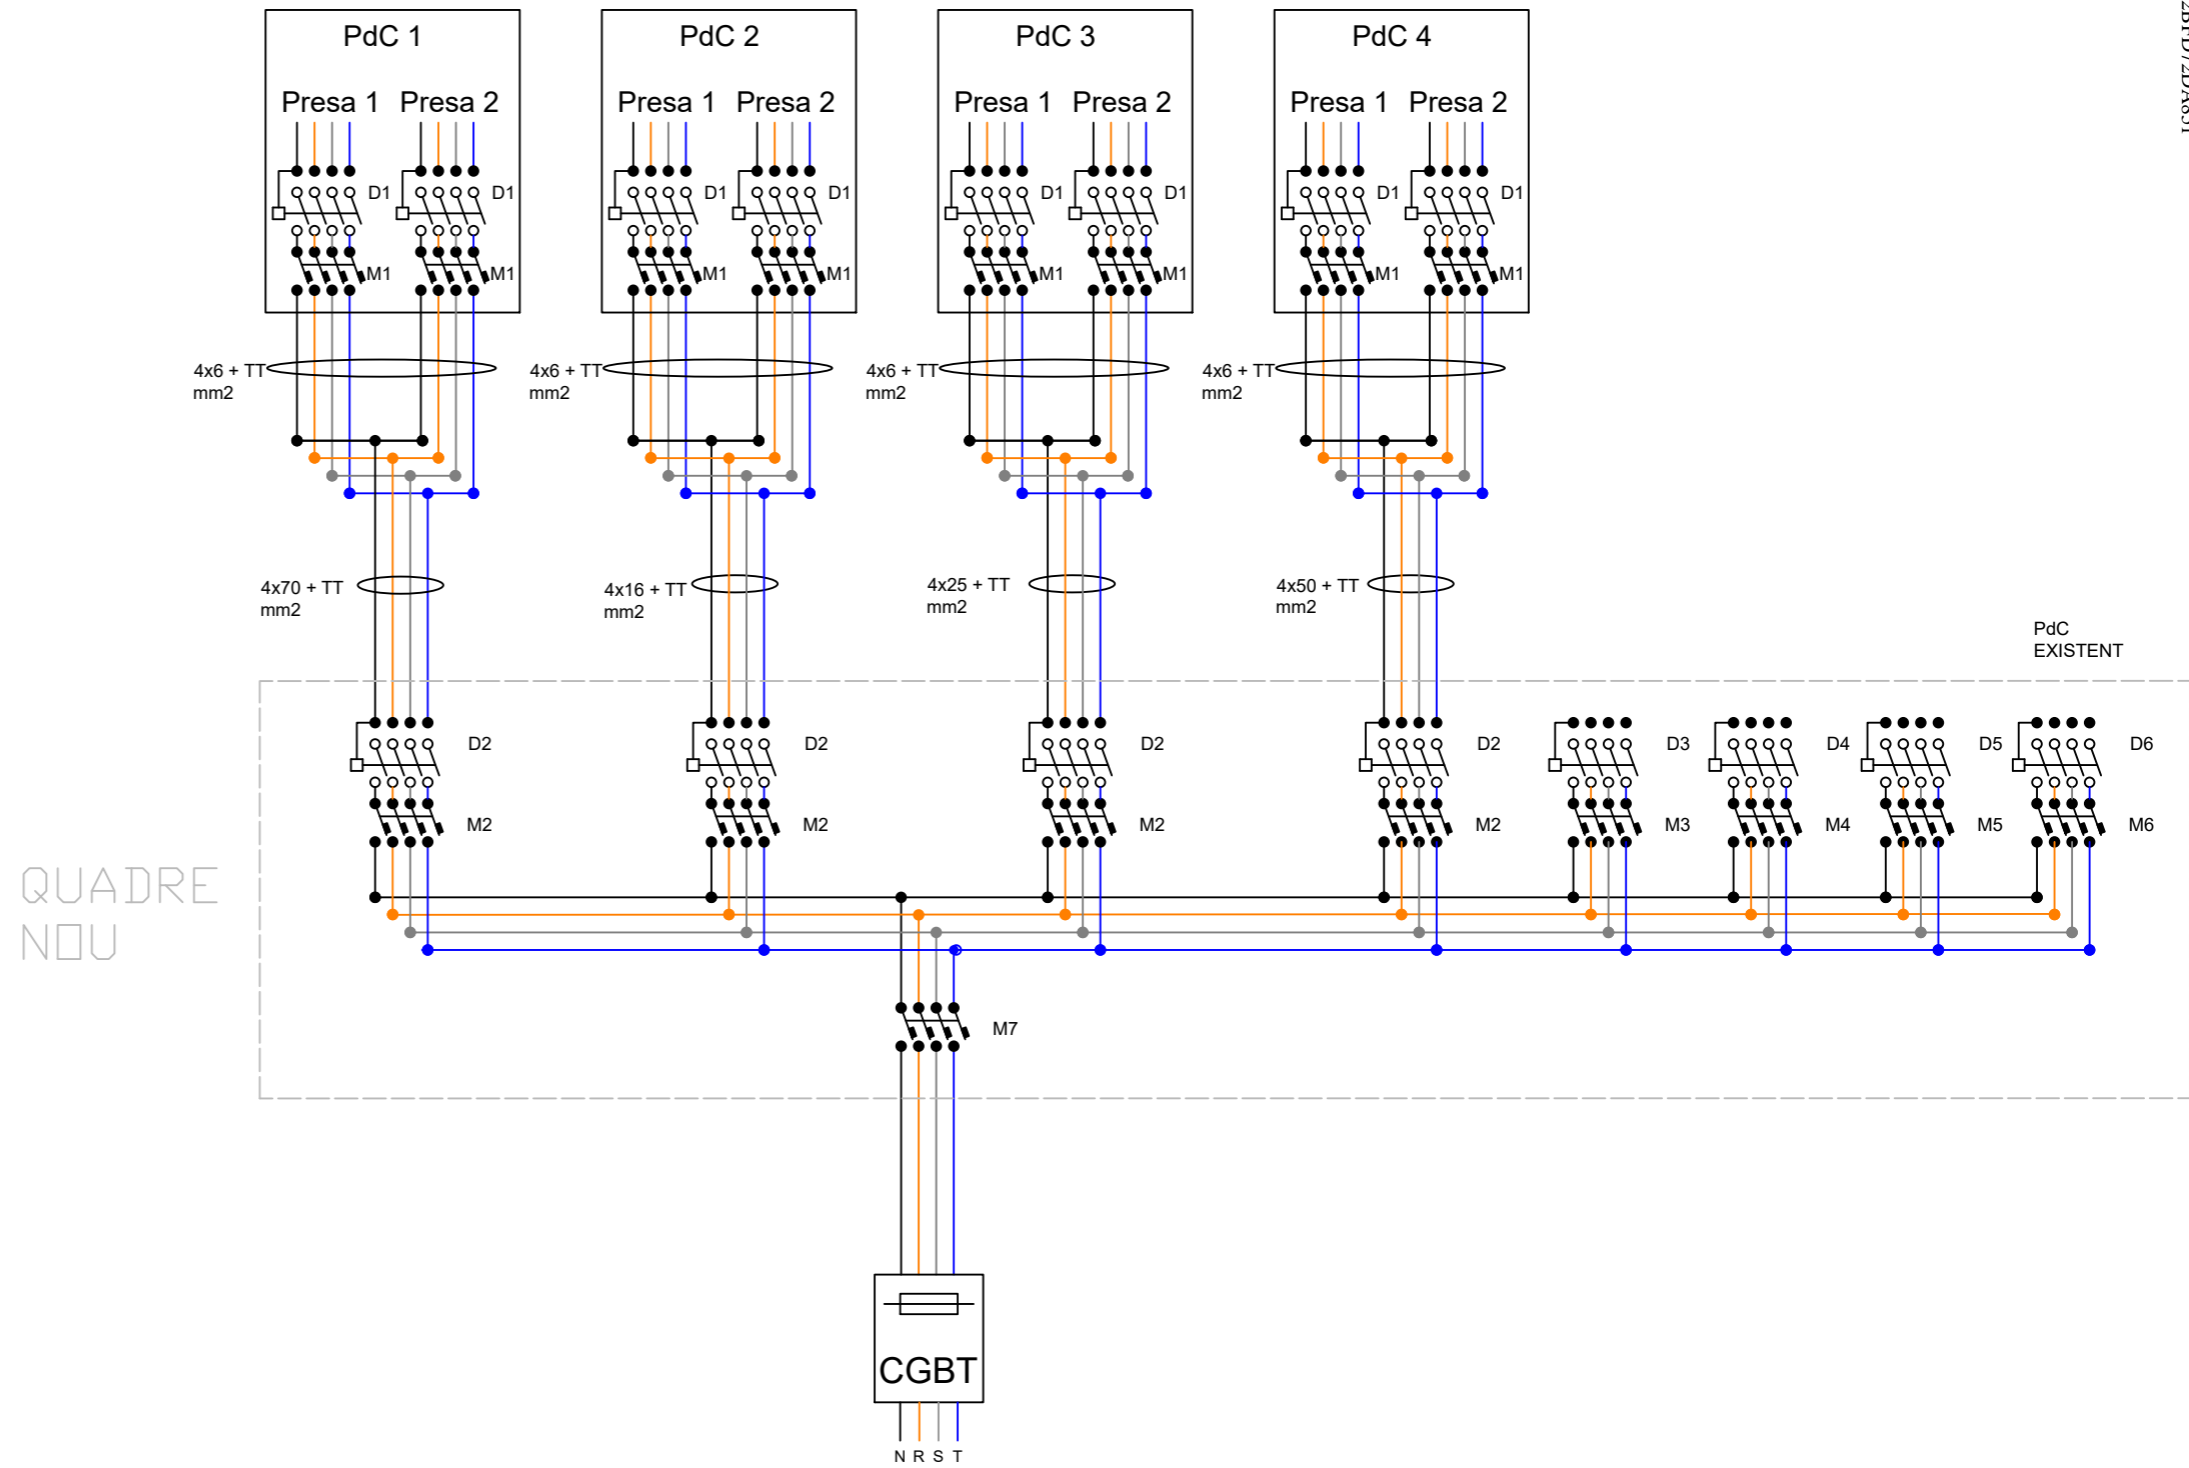 PdC 1 PdC 2 PdC 3 PdC 4
Presa 1 Presa 2 Presa 1 Presa 2 Presa 1 Presa 2 Presa 1 Presa 2
D1 D1 D1 D1 D1 D1 D1 D1
M1 M1 M1 M1 M1 M1 M1 M1
4x6 + TT
mm2
4x6 + TT
mm2
4x6 + TT
mm2
4x6 + TT
mm2
4x70 + TT
mm2
4x16 + TT
mm2
4x25 + TT
mm2
4x50 + TT
mm2
PdC
EXISTENT
D2 D2 D2 D2 D3 D4 D5 D6
M2 M2 M2 M2 M3 M4 M5 M6
QUADRE
NOU
M7
CGBT
N R S T